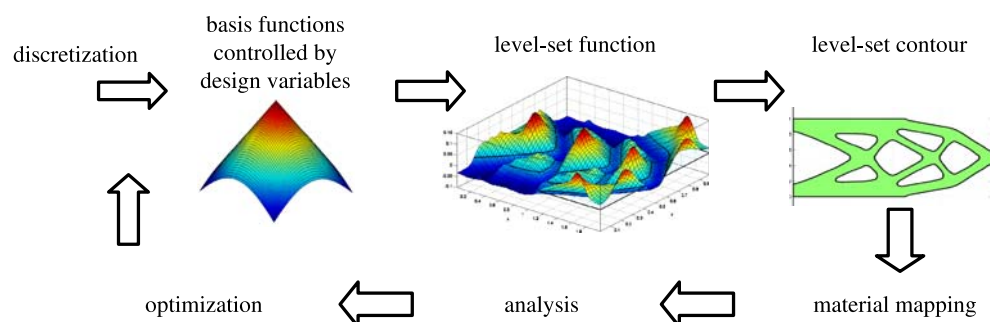 discretization
basis functions
controlled by
design variables
level-set function
level-set contour
optimization
analysis
material mapping